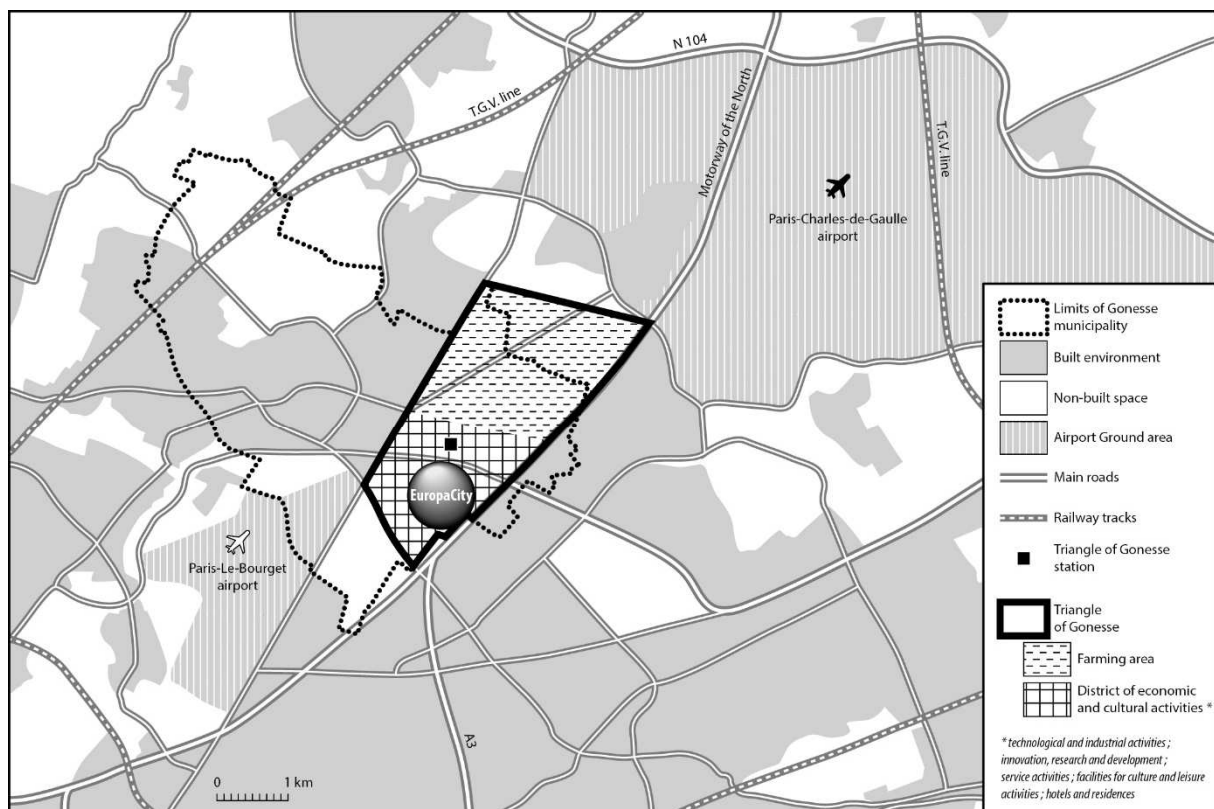 N 104
T.G.V. line
Motorway of the North
T.G.V. line
Paris-Charles-de-Gaulle
airport
EuropaCity
Paris-Le-Bourget
airport
A3
0 1 km
Limits of Gonesse
municipality
Built environment
Non-built space
Airport Ground area
Main roads
Railway tracks
Triangle of Gonesse
station
Triangle
of Gonesse
Farming area
District of economic
and cultural activities *
* technological and industrial activities ;
innovation, research and development ;
service activities ; facilities for culture and leisure
activities ; hotels and residences